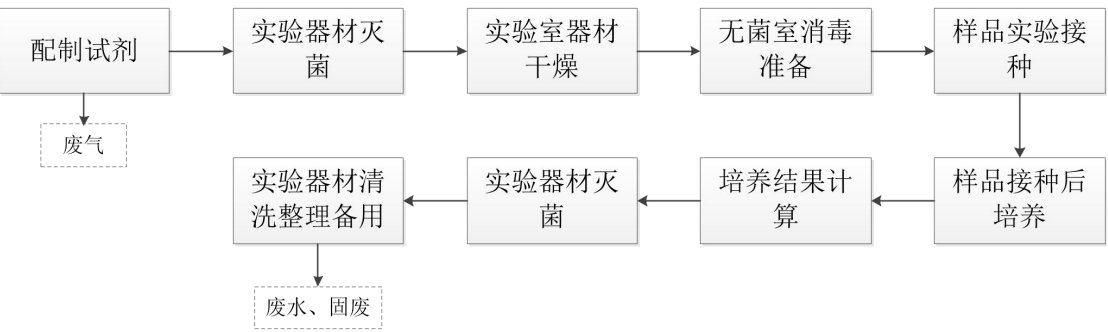 配制试剂
实验器材灭
菌
实验室器材
干燥
无菌室消毒
准备
样品实验接
种
废气
实验器材清
洗整理备用
实验器材灭
菌
培养结果计
算
样品接种后
培养
废水、固废